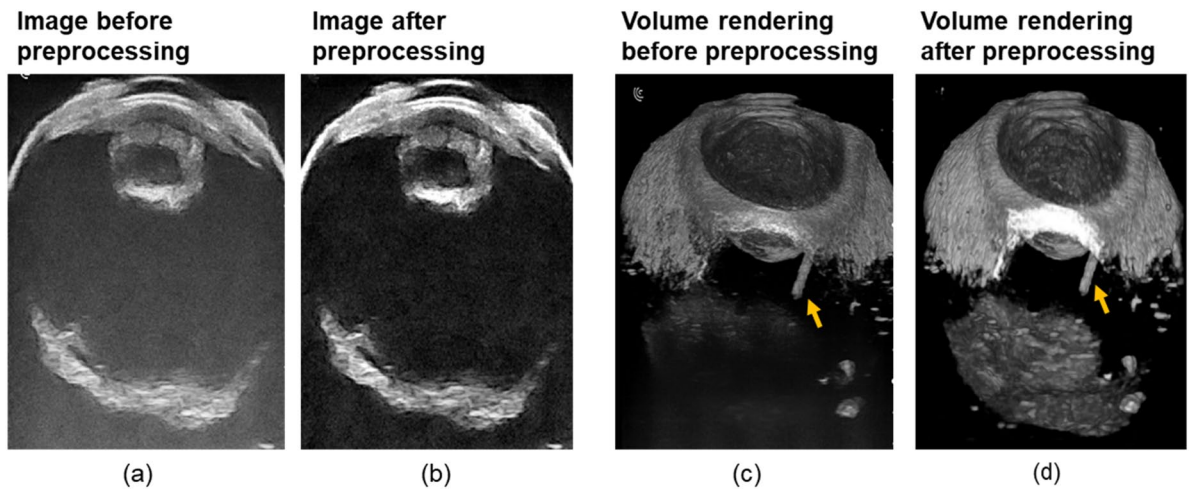 Image before
preprocessing
Image after
preprocessing
Volume rendering
before preprocessing
Volume rendering
after preprocessing
(a)
(b)
(c)
(d)